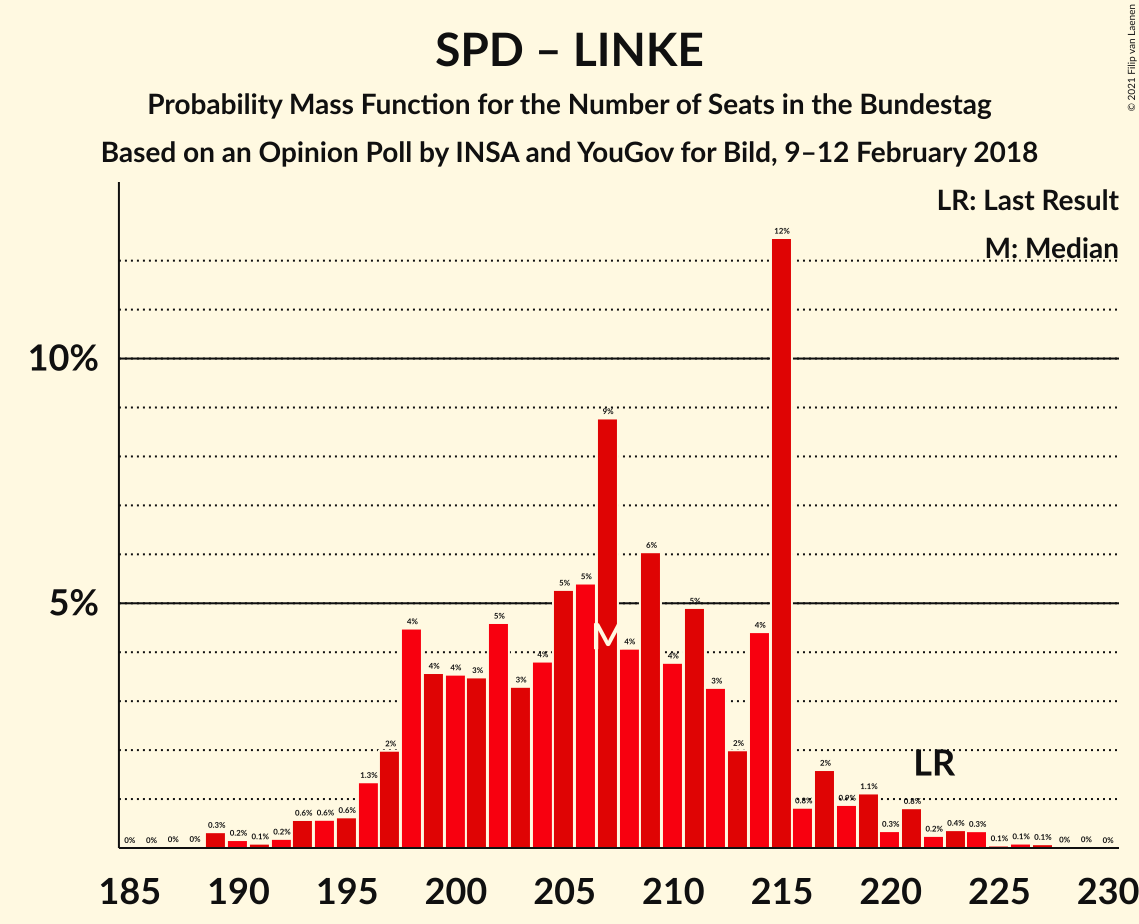 SPD – LINKE
Probability Mass Function for the Number of Seats in the Bundestag
Based on an Opinion Poll by INSA and YouGov for Bild, 9–12 February 2018
© 2021 Filip van Laenen
LR: Last Result
M: Median
10%
5%
0% 0% 0% 0% 0.3% 0.2% 0.1% 0.2% 0.6% 0.6% 0.6% 1.3% 2% 4% 4% 4% 3% 5% 3% 4% 5% 5% 9% 4% 6% 4% 5% 3% 2% 4% 12% 0.8% 2% 0.9% 1.1% 0.3% 0.8% 0.2% 0.4% 0.3% 0.1% 0.1% 0.1% 0% 0% 0%
M
LR
185 190 195 200 205 210 215 220 225 230